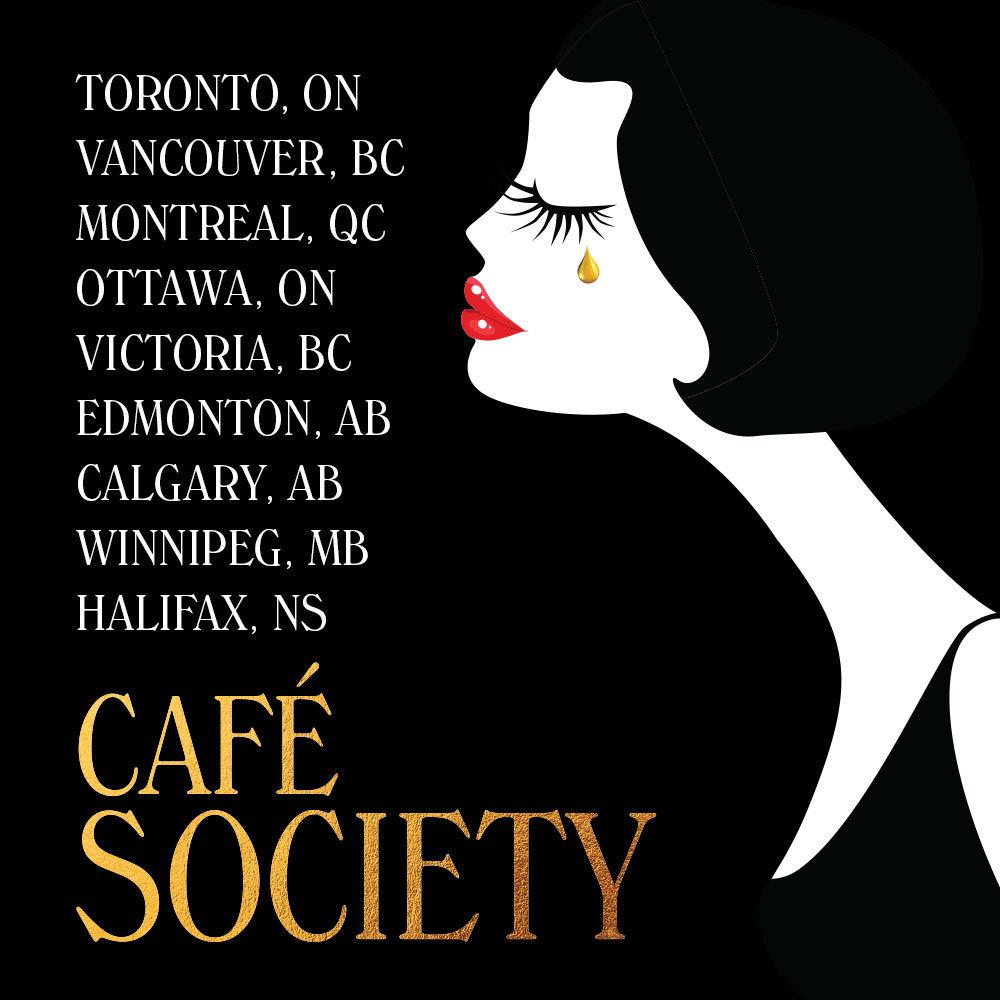 TORONTO, ON
VANCOUVER, BC
MONTREAL, QC
OTTAWA, ON
VICTORIA, BC
EDMONTON, AB
CALGARY, AB
WINNIPEG, MB
HALIFAX, NS
CAFÉ
SOCIETY